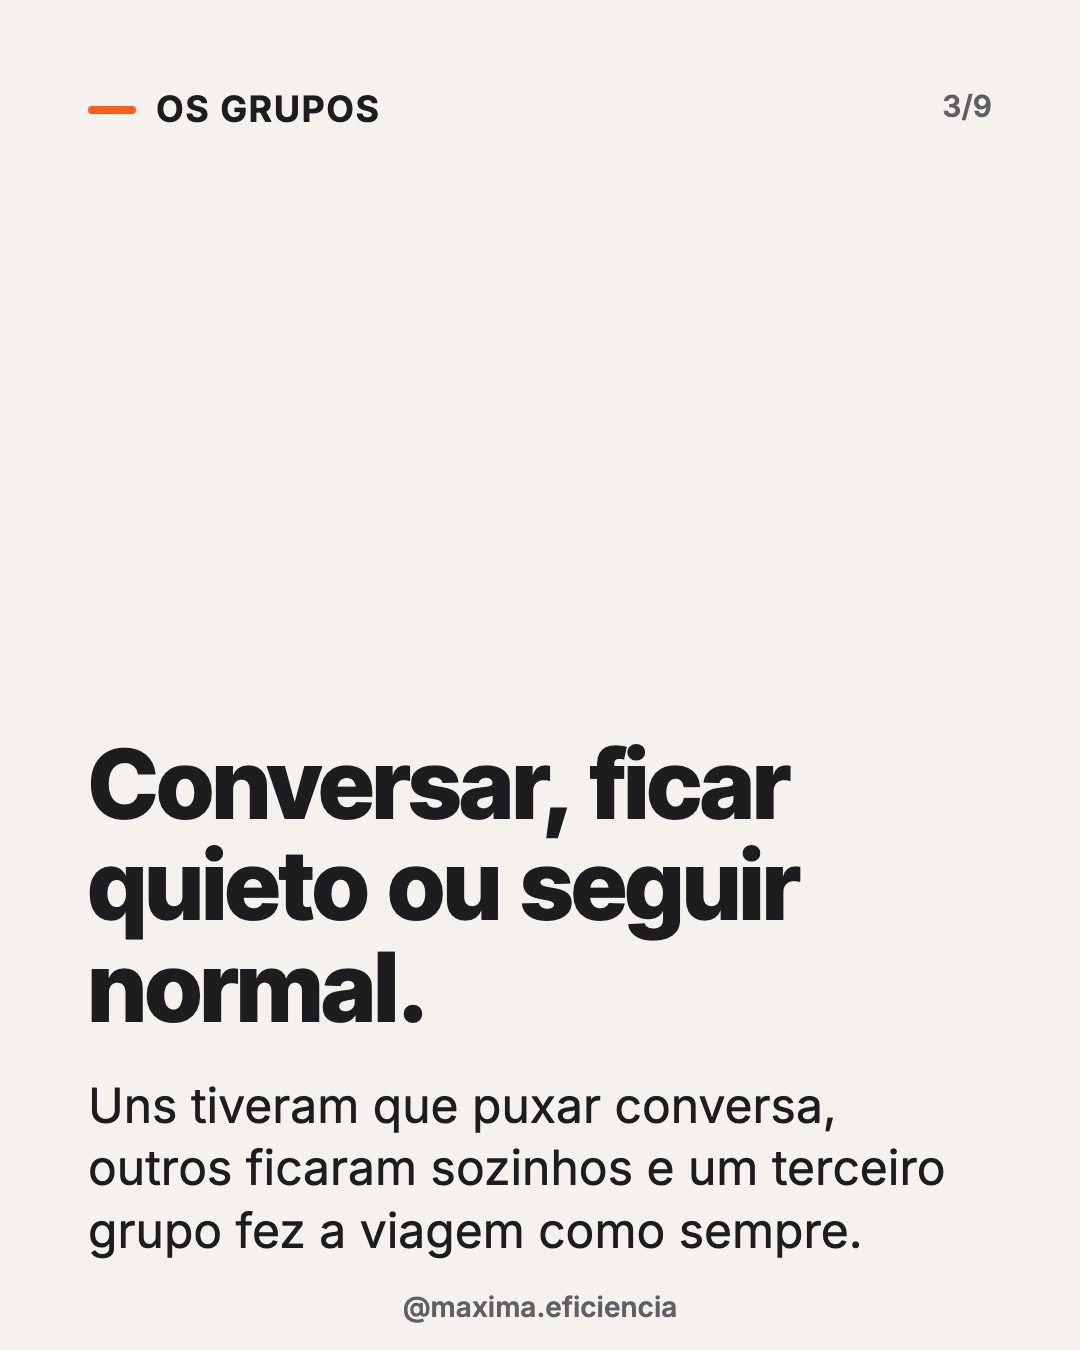 OS GRUPOS
3/9
Conversar, ficar
quieto ou seguir
normal.
Uns tiveram que puxar conversa,
outros ficaram sozinhos e um terceiro
grupo fez a viagem como sempre.
@maxima.eficiencia